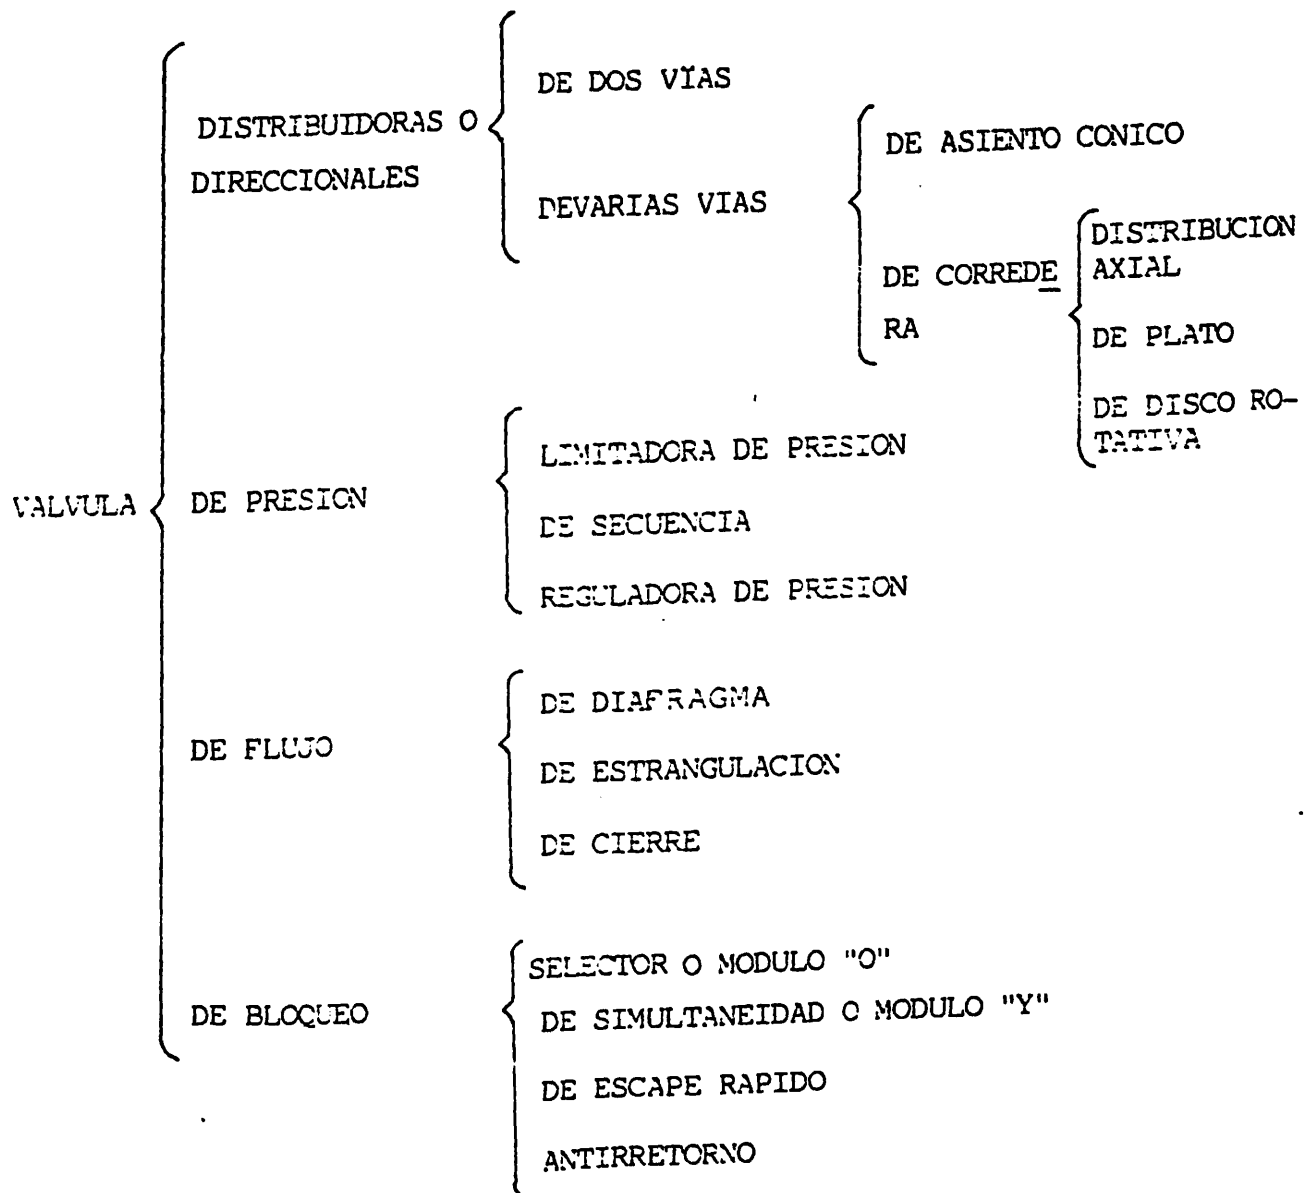 DE DOS VÍAS
DISTRIBUIDORAS O
DIRECCIONALES
DEVARIAS VIAS
DE ASIENTO CONICO
DE CORREDE
RA
DISTRIBUCION
AXIAL
DE PLATO
DE DISCO RO-
TATIVA
VALVULA
DE PRESION
LIMITADORA DE PRESION
DE SECUENCIA
REGULADORA DE PRESION
DE FLUJO
DE DIAFRAGMA
DE ESTRANGULACION
DE CIERRE
DE BLOQUEO
SELECTOR O MODULO "O"
DE SIMULTANEIDAD O MODULO "Y"
DE ESCAPE RAPIDO
ANTIRRETORNO